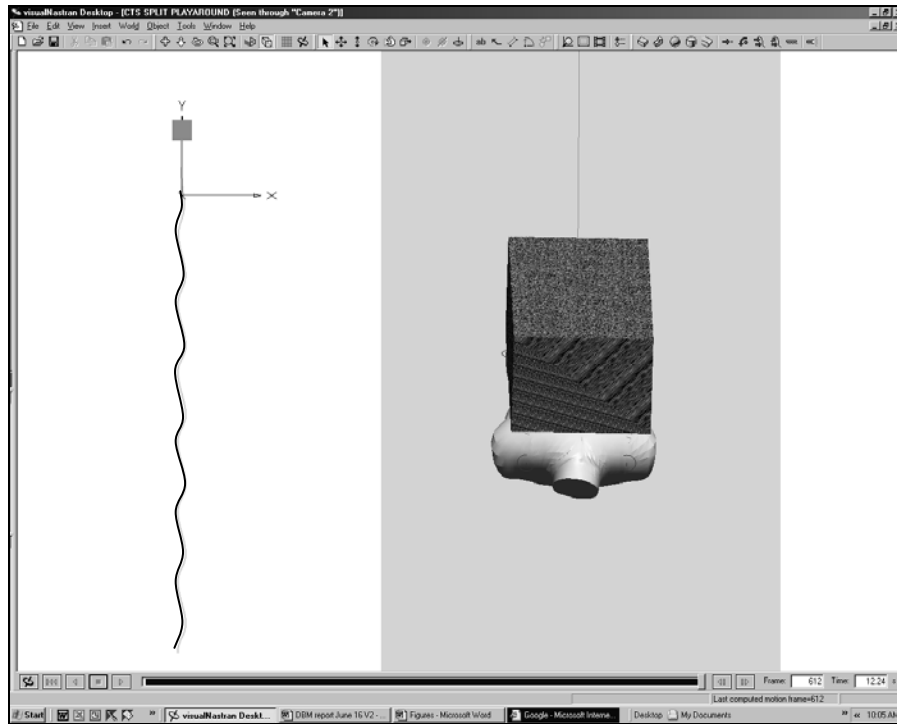 visualNastran Desktop - [CTS SPLIT PLAYAROUND (Seen through "Camera 2")]
File Edit View Insert World Object Tools Window Help
Y
X
Frame: 612 Time: 12.24 s
Last computed motion frame=612
Start » visualNastran Deskt... DBM report June 16 V2 -... Figures - Microsoft Word Google - Microsoft Interne... Desktop My Documents » « 10:05 AM